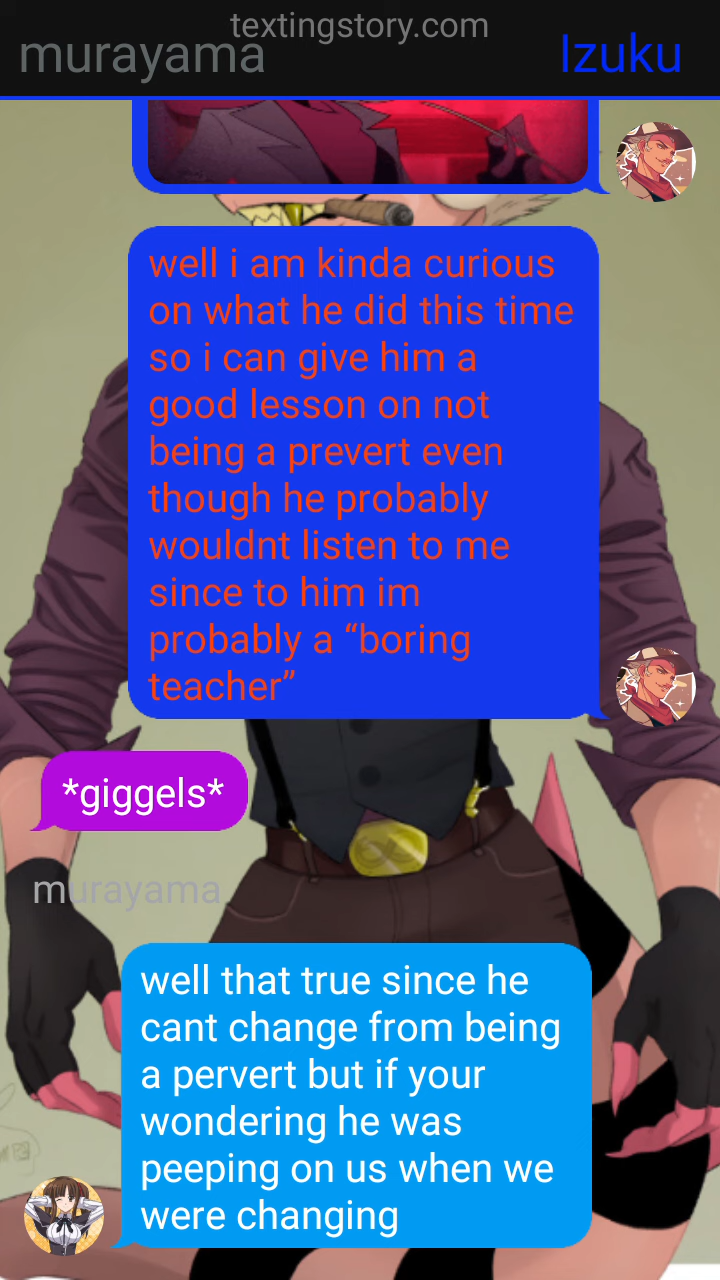 textingstory.com
murayama
Izuku
well i am kinda curious
on what he did this time
so i can give him a
good lesson on not
being a prevert even
though he probably
wouldnt listen to me
since to him im
probably a “boring
teacher”
*giggels*
murayama
well that true since he
cant change from being
a pervert but if your
wondering he was
peeping on us when we
were changing